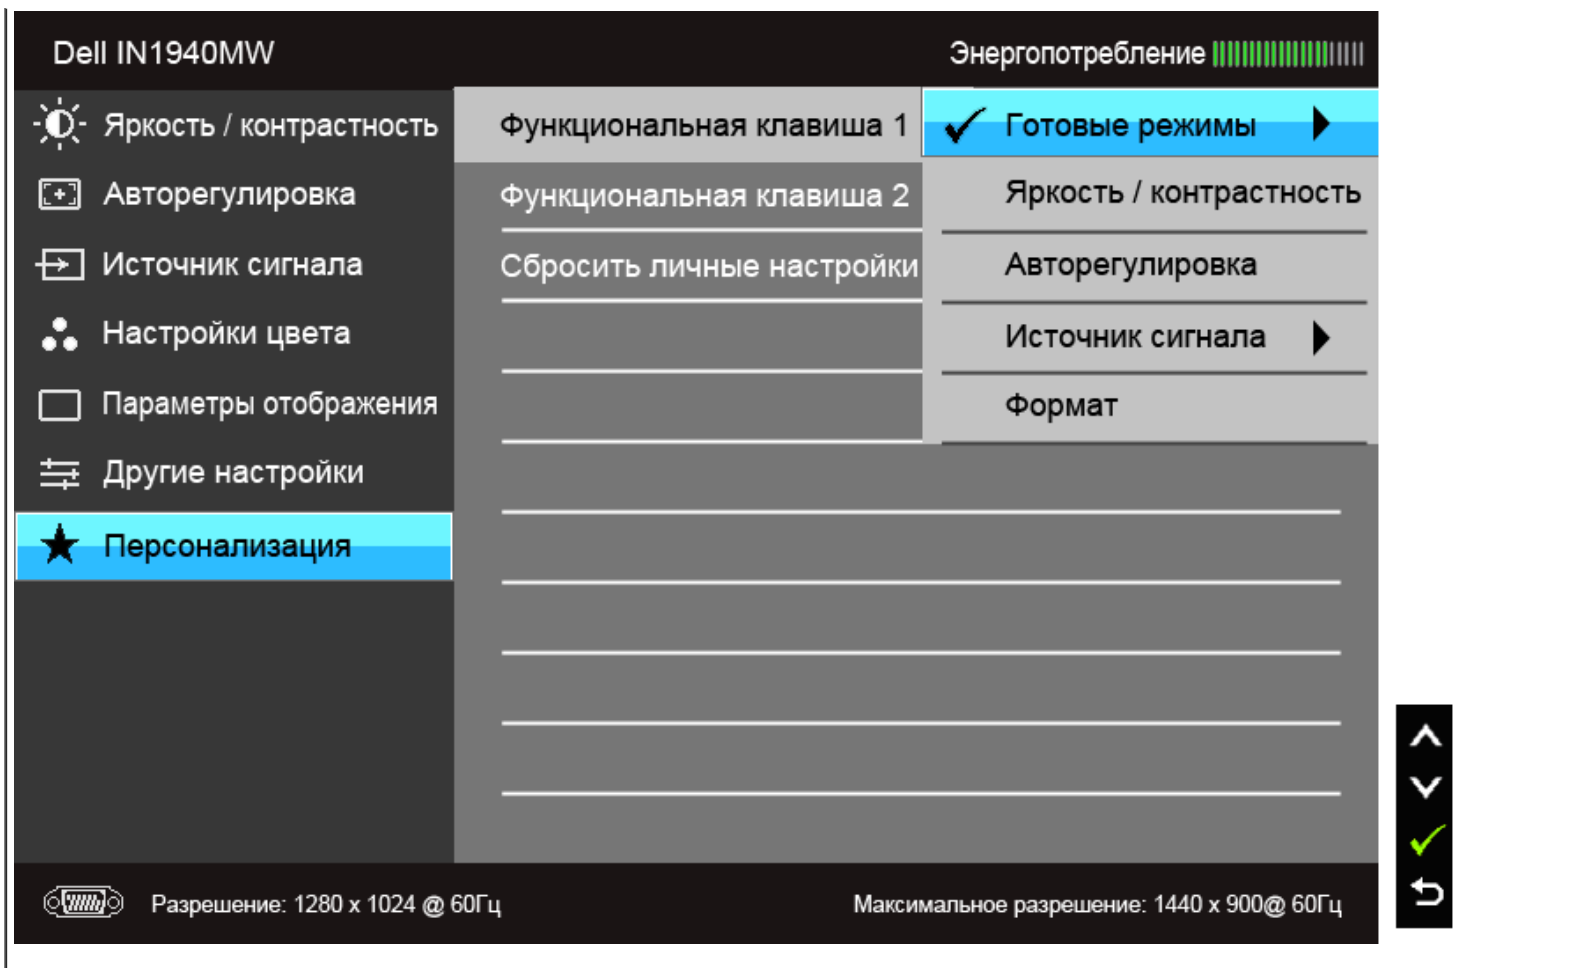 Dell IN1940MW
Энергопотребление
Яркость / контрастность
Функциональная клавиша 1
Готовые режимы
Авторегулировка
Функциональная клавиша 2
Яркость / контрастность
Источник сигнала
Сбросить личные настройки
Авторегулировка
Настройки цвета
Источник сигнала
Параметры отображения
Формат
Другие настройки
Персонализация
Разрешение: 1280 x 1024 @ 60Гц
Максимальное разрешение: 1440 x 900@ 60Гц